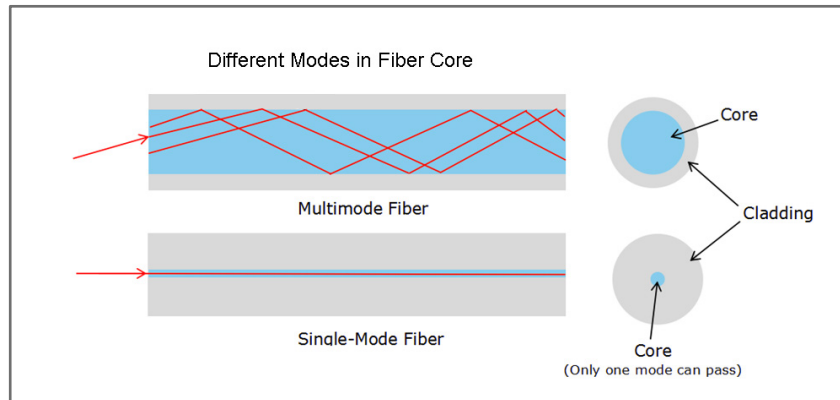 Different Modes in Fiber Core
Core
Multimode Fiber
Cladding
Single-Mode Fiber
Core
(Only one mode can pass)